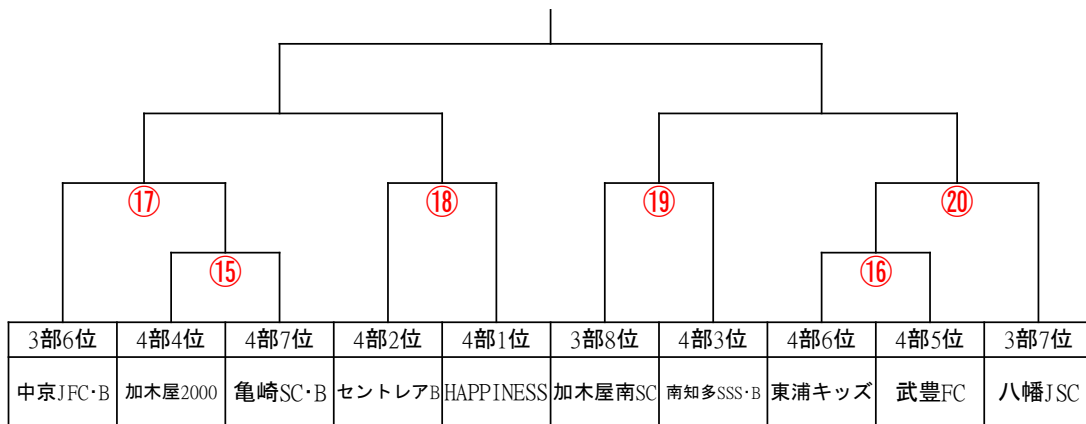 ⑰ ⑱ ⑲ ⑳
⑮ ⑯
3部6位 4部4位 4部7位 4部2位 4部1位 3部8位 4部3位 4部6位 4部5位 3部7位
中京JFC・B 加木屋2000 亀崎SC・B セントレアB HAPPINESS 加木屋南SC 南知多SSS・B 東浦キッズ 武豊FC 八幡JSC